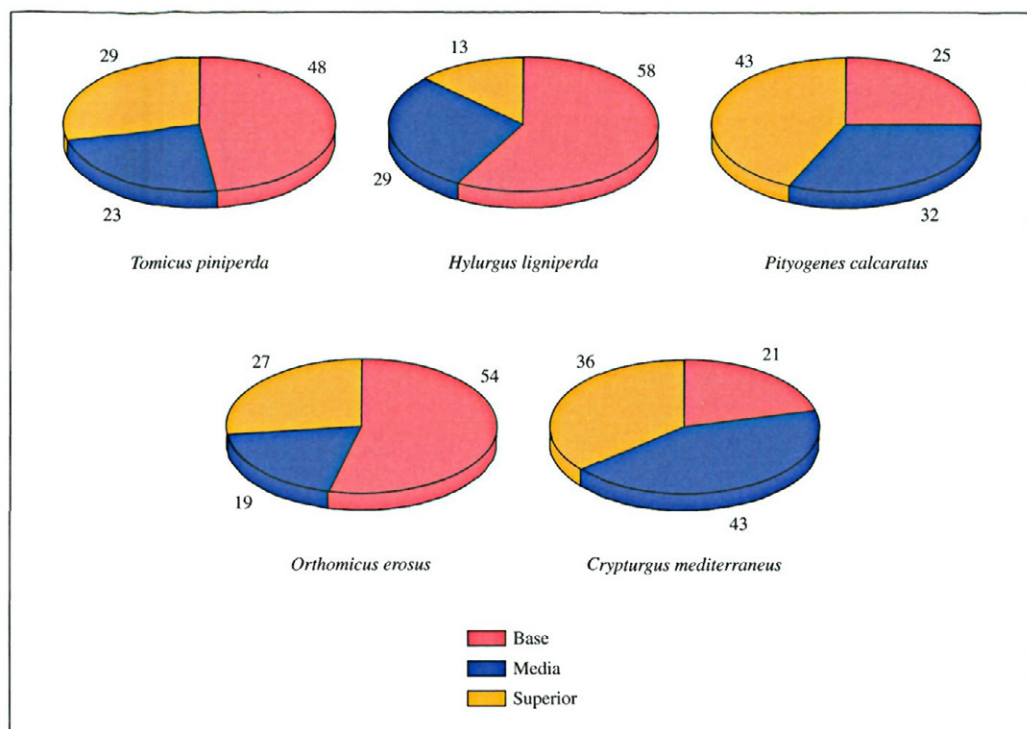 29
48
23
Tomicus piniperda
13
58
29
Hylurgus ligniperda
43
25
32
Pityogenes calcaratus
27
54
19
Orthomicus erosus
36
21
43
Crypturgus mediterraneus
Base
Media
Superior